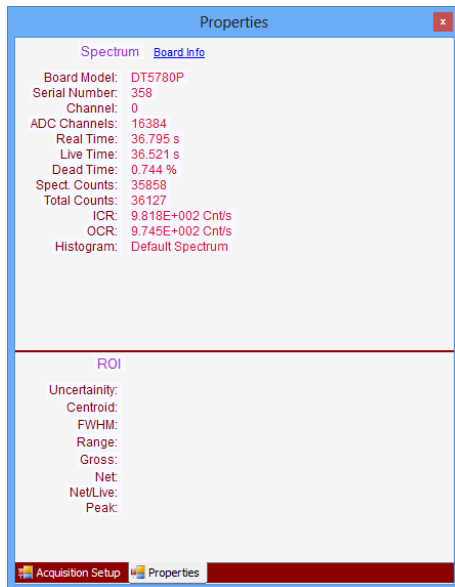 Properties
x
Spectrum Board Info
Board Model: DT5780P
Serial Number: 358
Channel: 0
ADC Channels: 16384
Real Time: 36.795 s
Live Time: 36.521 s
Dead Time: 0.744 %
Spect. Counts: 35858
Total Counts: 36127
ICR: 9.818E+002 Cnt/s
OCR: 9.745E+002 Cnt/s
Histogram: Default Spectrum
ROI
Uncertainity:
Centroid:
FWHM:
Range:
Gross:
Net:
Net/Live:
Peak:
Acquisition Setup Properties